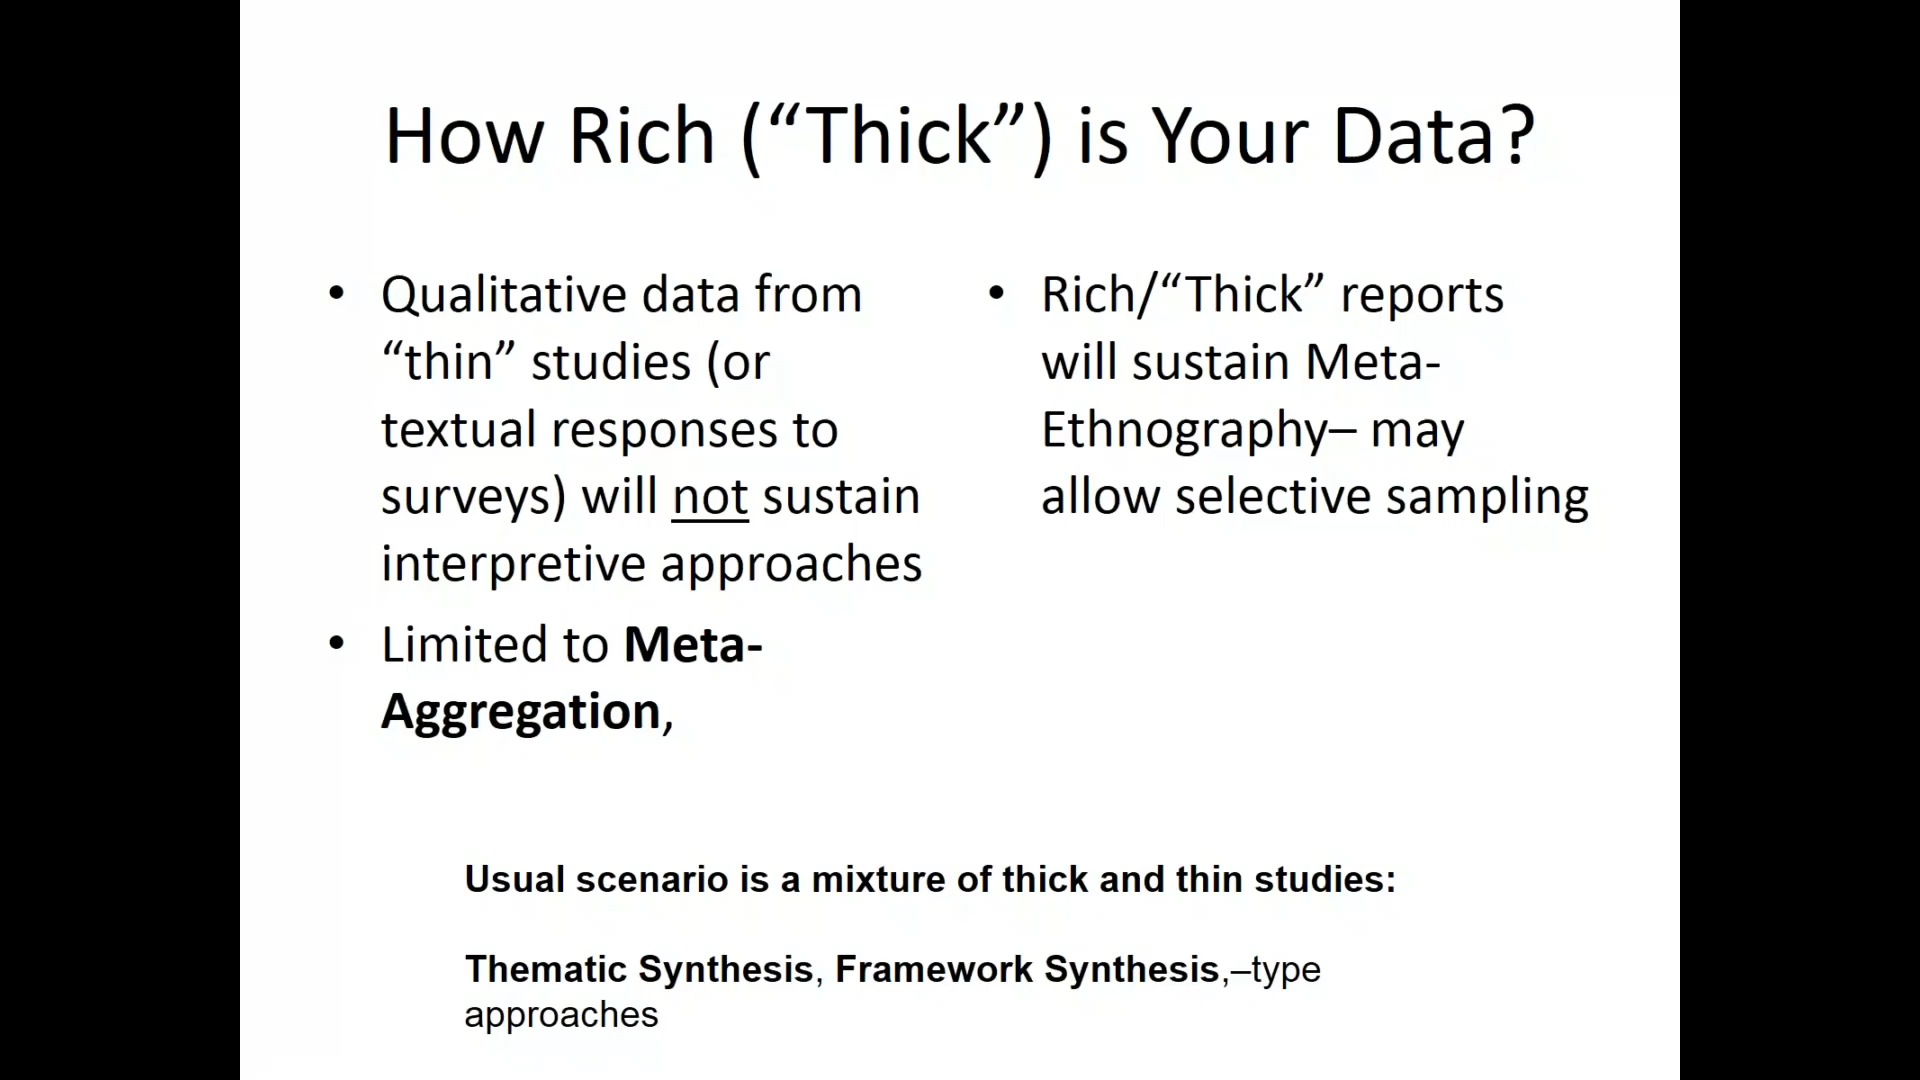 How Rich (“Thick”) is Your Data?
• Qualitative data from
“thin” studies (or
textual responses to
surveys) will not sustain
interpretive approaches
• Limited to Meta-
Aggregation,
• Rich/“Thick” reports
will sustain Meta-
Ethnography– may
allow selective sampling
Usual scenario is a mixture of thick and thin studies:
Thematic Synthesis, Framework Synthesis,–type
approaches